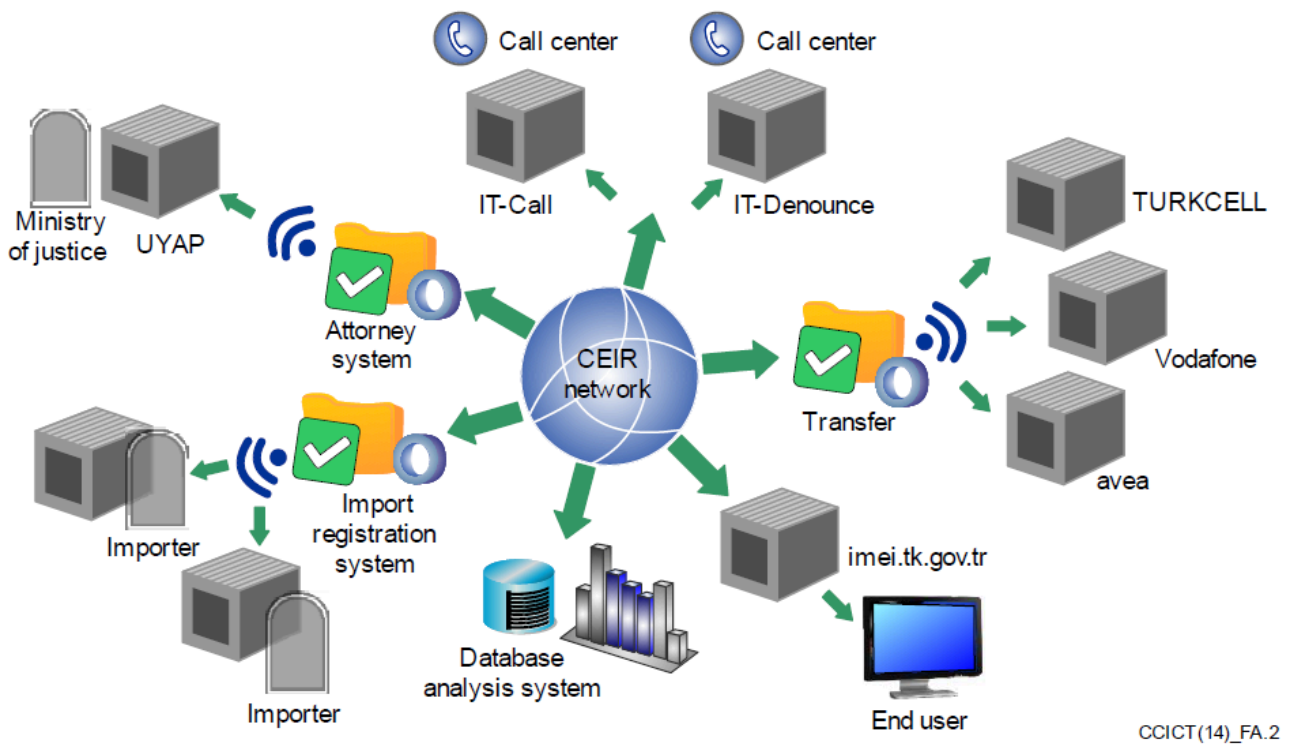 Call center
Call center
IT-Call
IT-Denounce
Ministry
of justice
UYAP
TURKCELL
Attorney
system
CEIR
network
Vodafone
Transfer
avea
Import
registration
system
Importer
Importer
imei.tk.gov.tr
Database
analysis system
End user
CCICT(14)_FA.2